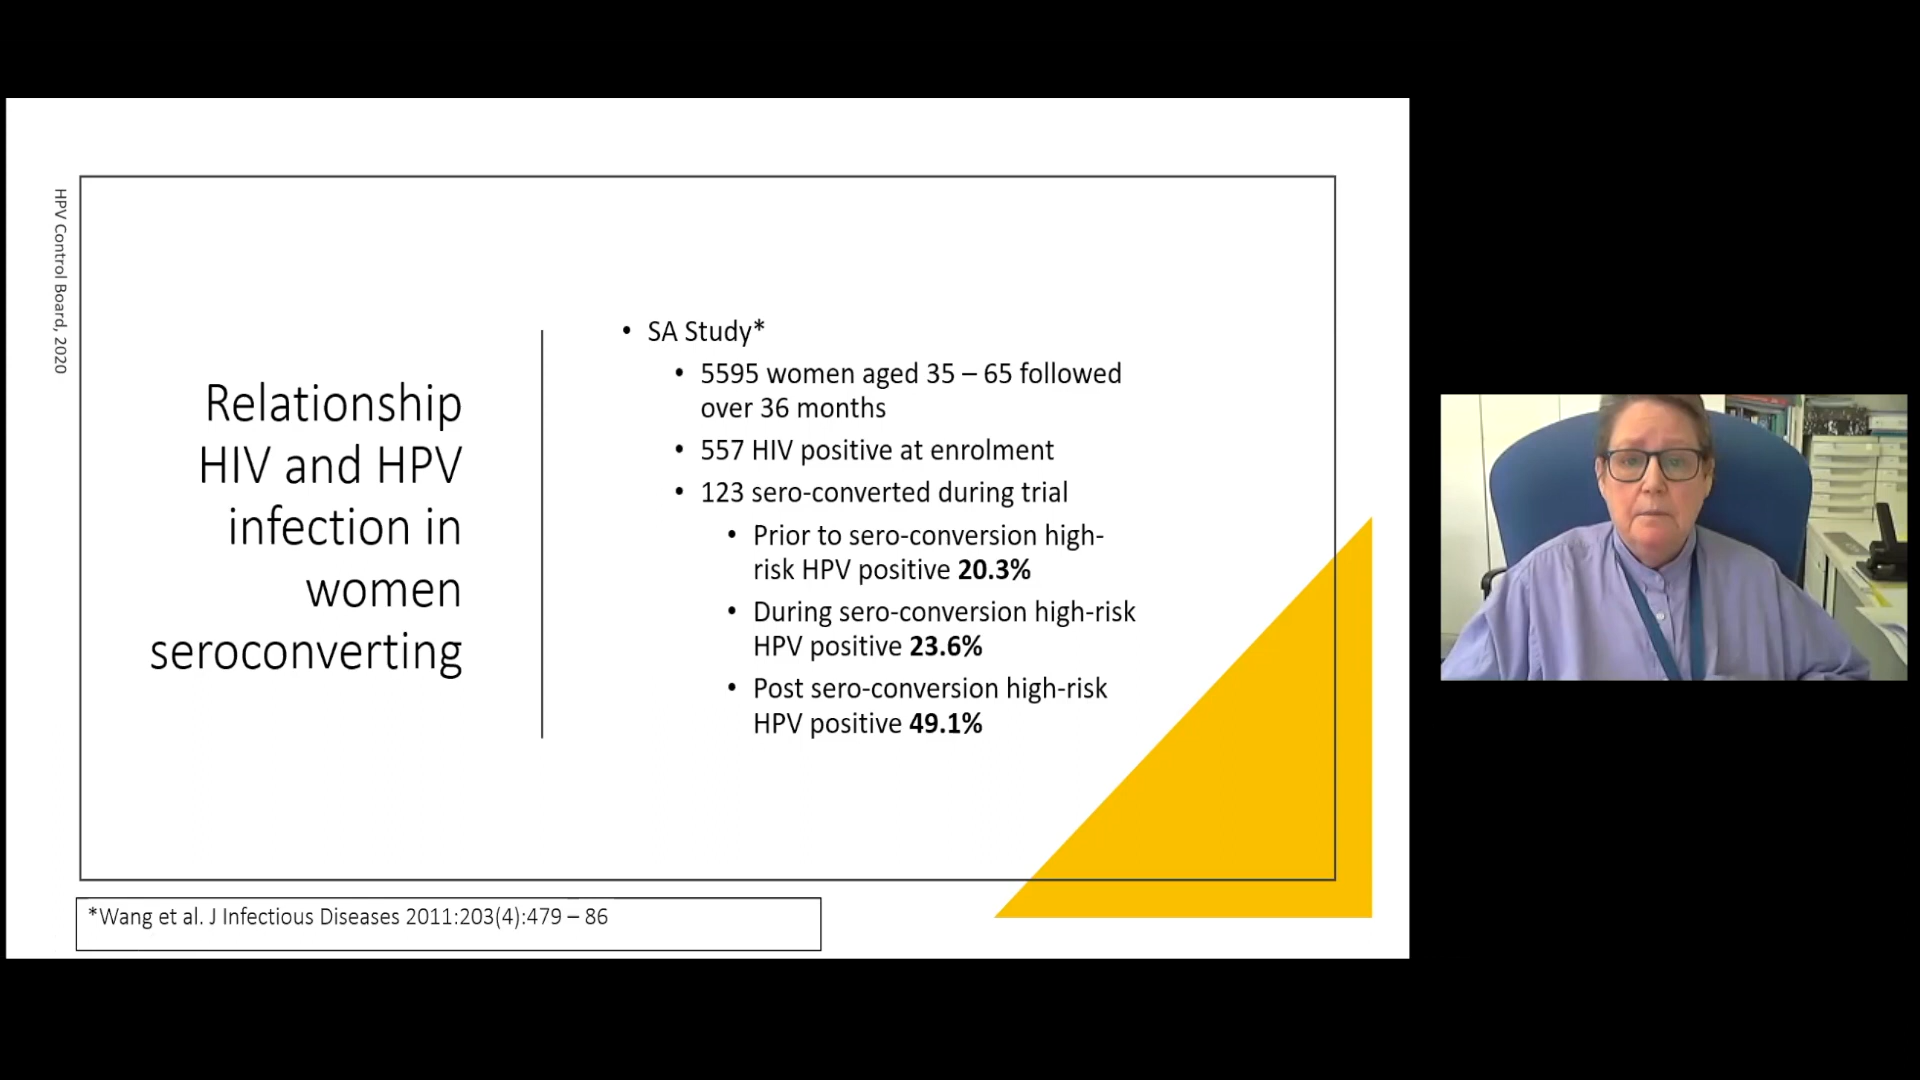 HPV Control Board, 2020
Relationship
HIV and HPV
infection in
women
seroconverting
• SA Study*
• 5595 women aged 35 – 65 followed
over 36 months
• 557 HIV positive at enrolment
• 123 sero-converted during trial
• Prior to sero-conversion high-
risk HPV positive 20.3%
• During sero-conversion high-risk
HPV positive 23.6%
• Post sero-conversion high-risk
HPV positive 49.1%
*Wang et al. J Infectious Diseases 2011:203(4):479 – 86